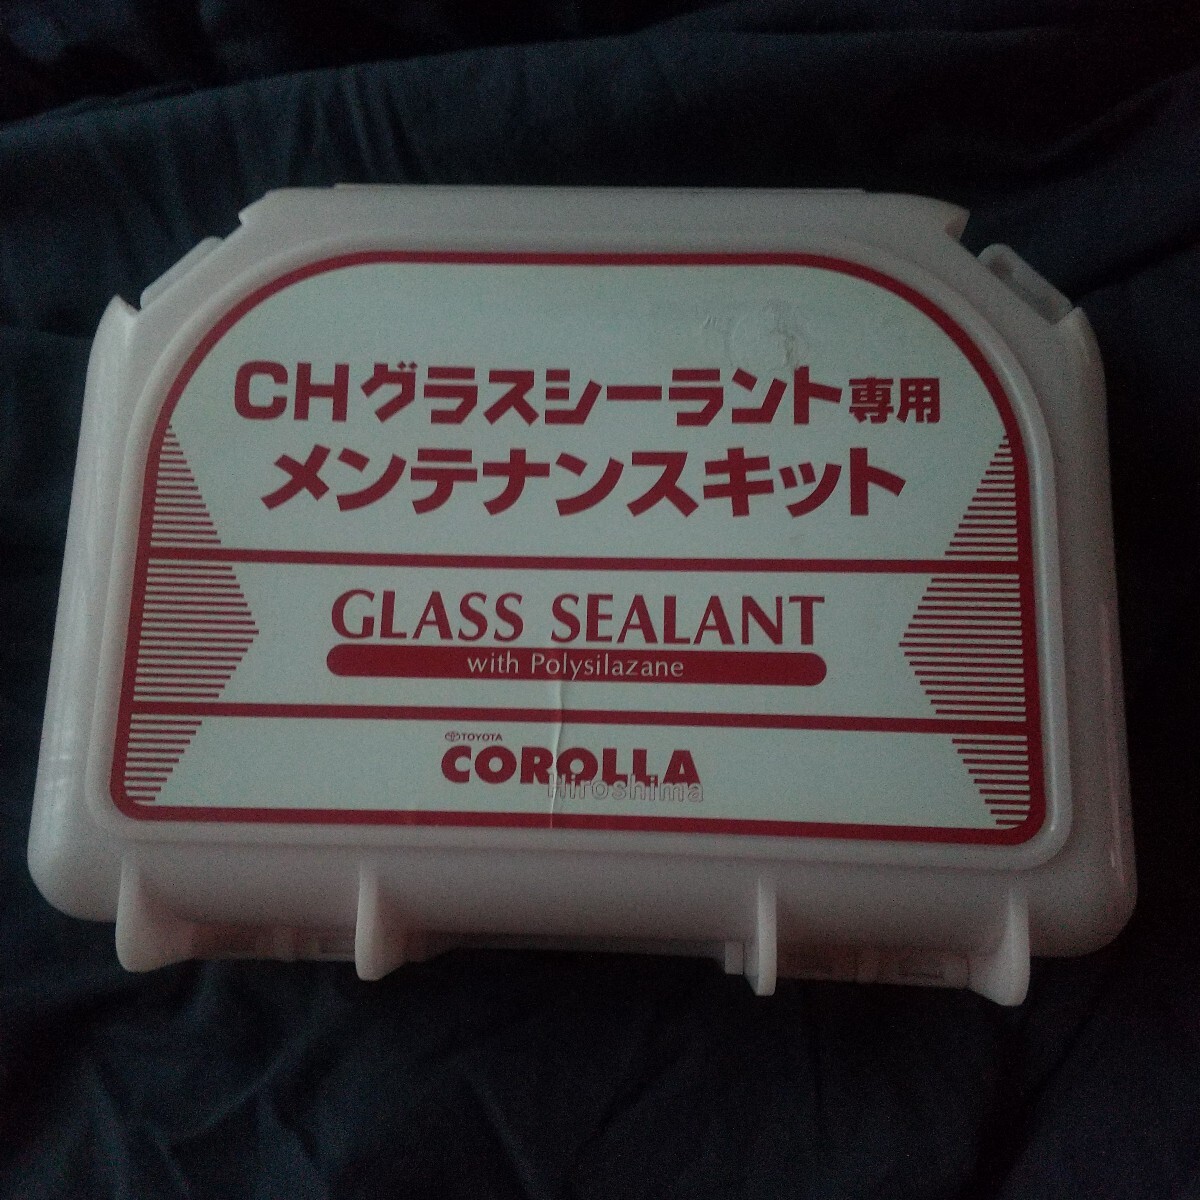 CHグラスシーラント専用
メンテナンスキット
GLASS SEALANT
with Polysilazane
TOYOTA
COROLLA
Hiroshima